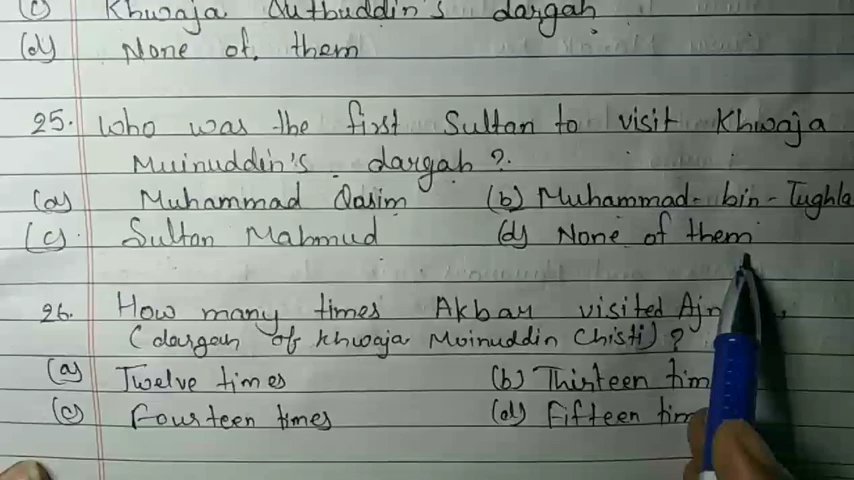 (c) Khwaja Qutbuddin's dargah
(d) None of them
25. Who was the first Sultan to visit Khwaja
Muinuddin's dargah?
(a) Muhammad Qasim (b) Muhammad-bin-Tughla
(c) Sultan Mahmud (d) None of them
26. How many times Akbar visited Ajm
(dargah of Khwaja Moinuddin Chisti)?
(a) Twelve times (b) Thirteen tim
(c) Fourteen times (d) Fifteen tim